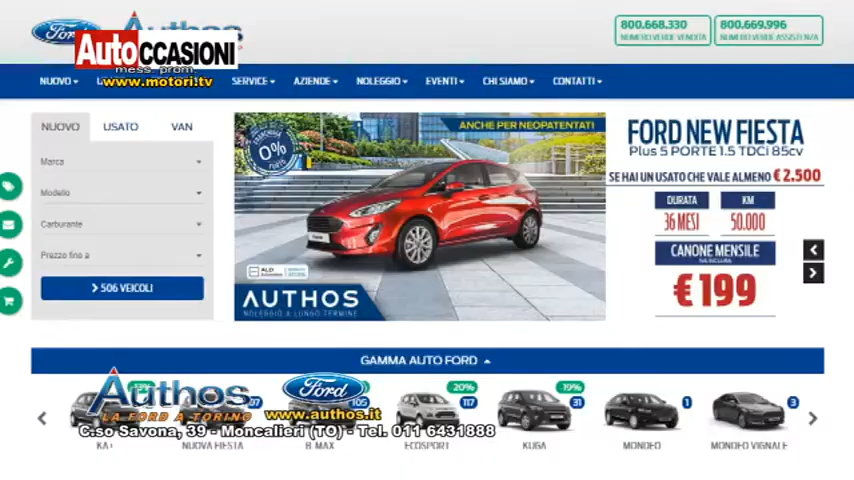 Ford
Authos
AutOCCASIONI
mess. prom.
www.motori.tv
800.668.330
NUMERO VERDE VENDITA
800.669.996
NUMERO VERDE ASSISTENZA
NUOVO
SERVICE
AZIENDE
NOLEGGIO
EVENTI
CHI SIAMO
CONTATTI
NUOVO
USATO
VAN
Marca
Modello
Carburante
Prezzo fino a
506 VEICOLI
0%
FURTO
ANCHE PER NEOPATENTATI
ALD
AUTHOS
NOLEGGIO A LUNGO TERMINE
FORD NEW FIESTA
Plus 5 PORTE 1.5 TDCi 85cv
SE HAI UN USATO CHE VALE ALMENO € 2.500
DURATA
KM
36 MESI
50.000
CANONE MENSILE
IVA INCLUSA
€ 199
GAMMA AUTO FORD
Authos
LA FORD A TORINO
Ford
www.authos.it
C.so Savona, 39 - Moncalieri (TO) - Tel. 011 6431888
105
20%
117
19%
31
1
3
KA+
NUOVA FIESTA
B-MAX
ECOSPORT
KUGA
MONDEO
MONDEO VIGNALE